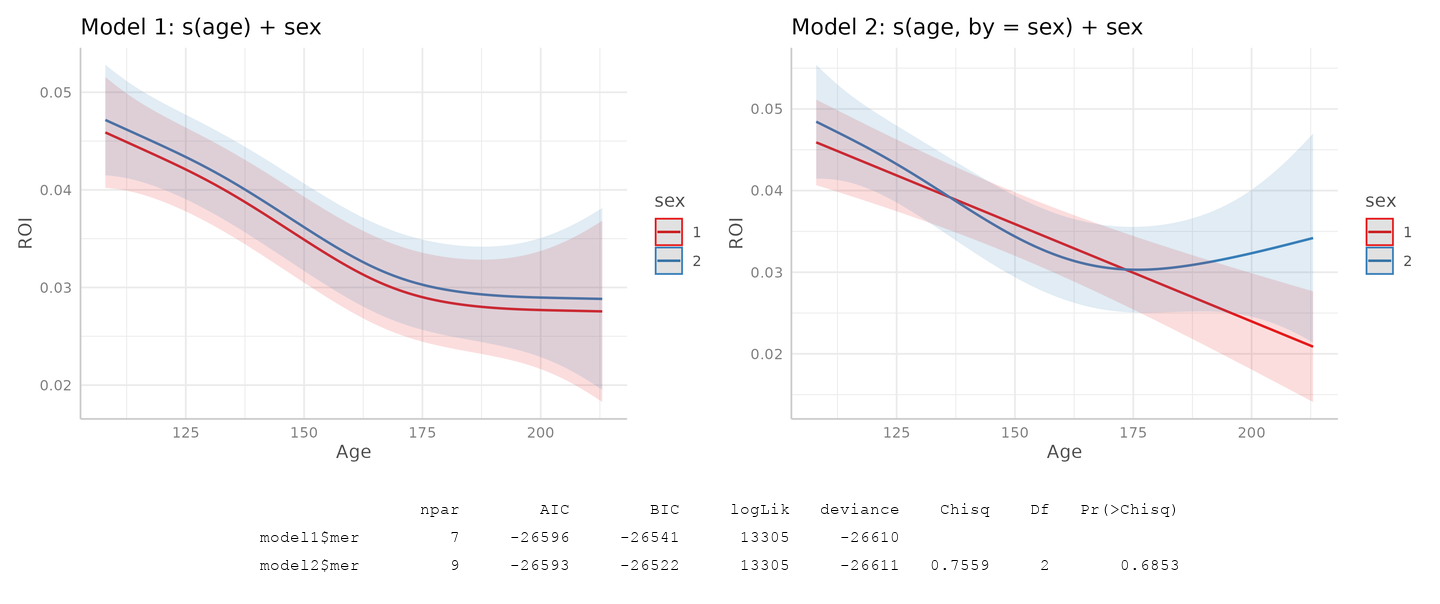 Model 1: s(age) + sex
0.05
0.04
0.03
0.02
ROI
125 150 175 200
Age
sex
1
2
Model 2: s(age, by = sex) + sex
0.05
0.04
0.03
0.02
ROI
125 150 175 200
Age
sex
1
2
npar AIC BIC logLik deviance Chisq Df Pr(>Chisq)
model1$mer 7 -26596 -26541 13305 -26610
model2$mer 9 -26593 -26522 13305 -26611 0.7559 2 0.6853